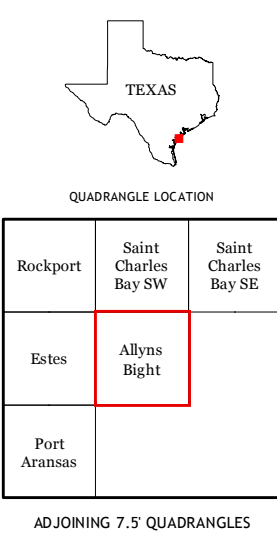 TEXAS
QUADRANGLE LOCATION
Rockport
Saint
Charles
Bay SW
Saint
Charles
Bay SE
Estes
Allyns
Bight
Port
Aransas
ADJOINING 7.5' QUADRANGLES